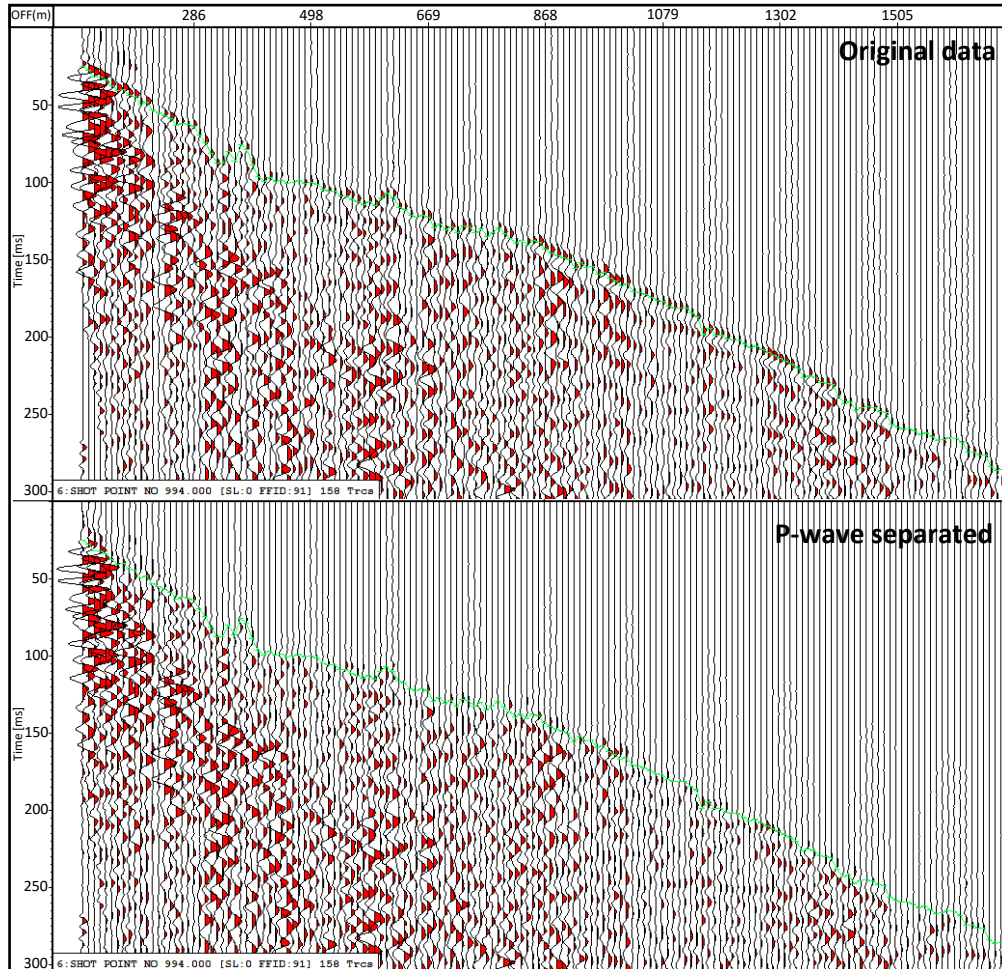 OFF(m) 286 498 669 868 1079 1302 1505
Original data
50
100
150
Time [ms]
200
250
300
6:SHOT POINT NO 994.000 [SL:0 FFID:91] 158 Trcs
P-wave separated
50
100
150
Time [ms]
200
250
300
6:SHOT POINT NO 994.000 [SL:0 FFID:91] 158 Trcs